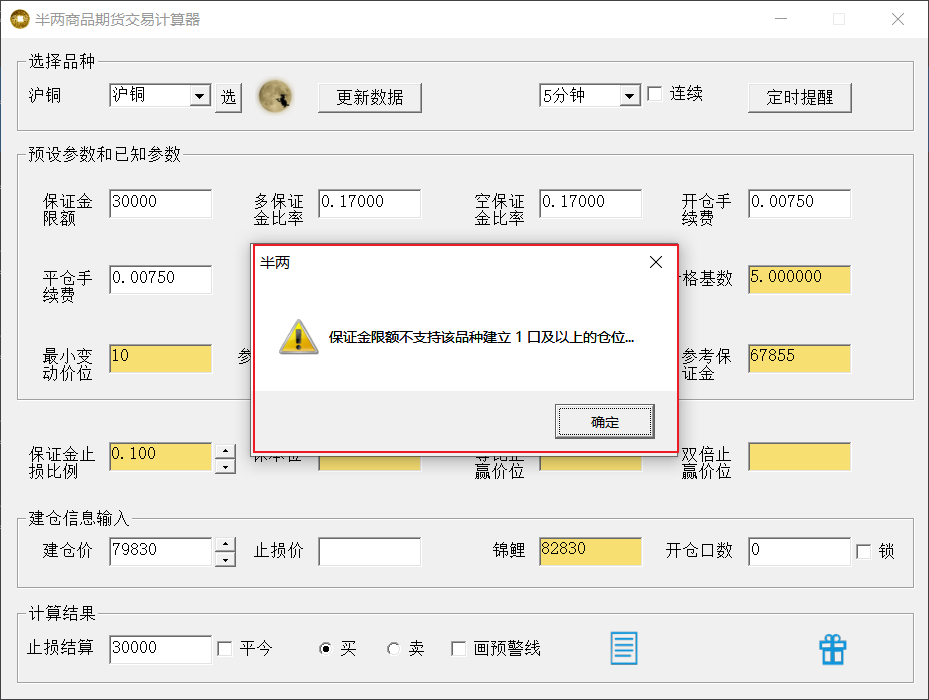 半两商品期货交易计算器
选择品种
沪铜
沪铜
选
更新数据
5分钟
连续
定时提醒
预设参数和已知参数
保证金
限额
30000
多保证
金比率
0.17000
空保证
金比率
0.17000
开仓手
续费
0.00750
平仓手
续费
0.00750
格基数
5.000000
最小变
动价位
10
参考保
证金
67855
半两
保证金限额不支持该品种建立 1 口及以上的仓位...
确定
保证金止
损比例
0.100
赢价位
双倍止
赢价位
建仓信息输入
建仓价
79830
止损价
锦鲤
82830
开仓口数
0
锁
计算结果
止损结算
30000
平今
买
卖
画预警线